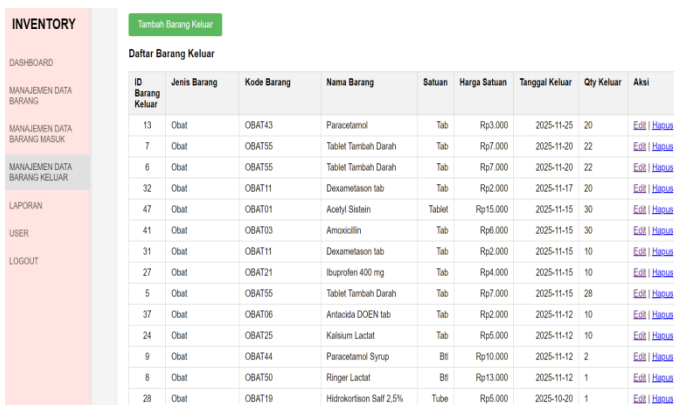 INVENTORY
DASHBOARD
MANAJEMEN DATA
BARANG
MANAJEMEN DATA
BARANG MASUK
MANAJEMEN DATA
BARANG KELUAR
LAPORAN
USER
LOGOUT
Tambah Barang Keluar
Daftar Barang Keluar
ID Barang Keluar Jenis Barang Kode Barang Nama Barang Satuan Harga Satuan Tanggal Keluar Qty Keluar Aksi
13 Obat OBAT43 Paracetamol Tab Rp3.000 2025-11-25 20 Edit | Hapus
7 Obat OBAT55 Tablet Tambah Darah Tab Rp7.000 2025-11-20 22 Edit | Hapus
6 Obat OBAT55 Tablet Tambah Darah Tab Rp7.000 2025-11-20 22 Edit | Hapus
32 Obat OBAT11 Dexametason tab Tab Rp2.000 2025-11-17 20 Edit | Hapus
47 Obat OBAT01 Acetyl Sistein Tablet Rp15.000 2025-11-15 30 Edit | Hapus
41 Obat OBAT03 Amoxicillin Tab Rp6.000 2025-11-15 30 Edit | Hapus
31 Obat OBAT11 Dexametason tab Tab Rp2.000 2025-11-15 10 Edit | Hapus
27 Obat OBAT21 Ibuprofen 400 mg Tab Rp4.000 2025-11-15 10 Edit | Hapus
5 Obat OBAT55 Tablet Tambah Darah Tab Rp7.000 2025-11-15 28 Edit | Hapus
37 Obat OBAT06 Antacida DOEN tab Tab Rp2.000 2025-11-12 10 Edit | Hapus
24 Obat OBAT25 Kalsium Lactat Tab Rp5.000 2025-11-12 10 Edit | Hapus
9 Obat OBAT44 Paracetamol Syrup Btl Rp10.000 2025-11-12 2 Edit | Hapus
8 Obat OBAT50 Ringer Lactat Btl Rp13.000 2025-11-12 1 Edit | Hapus
28 Obat OBAT19 Hidrokortison Salf 2,5% Tube Rp5.000 2025-10-20 1 Edit | Hapus